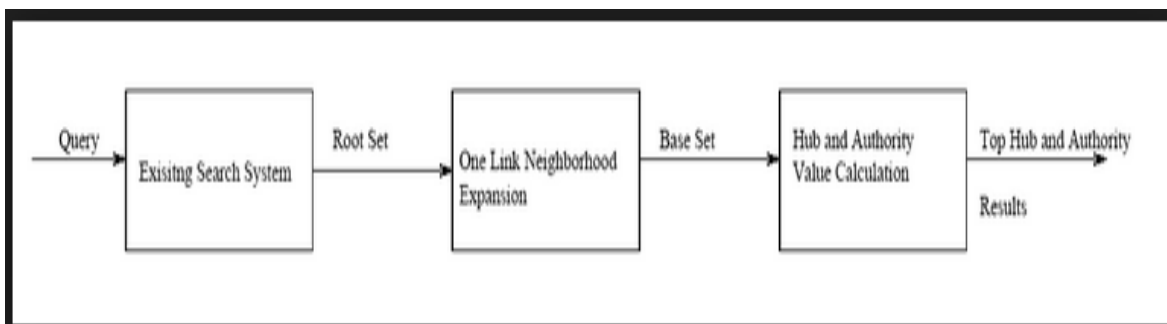 Query
Exisitng Search System
Root Set
One Link Neighborhood
Expansion
Base Set
Hub and Authority
Value Calculation
Top Hub and Authority
Results